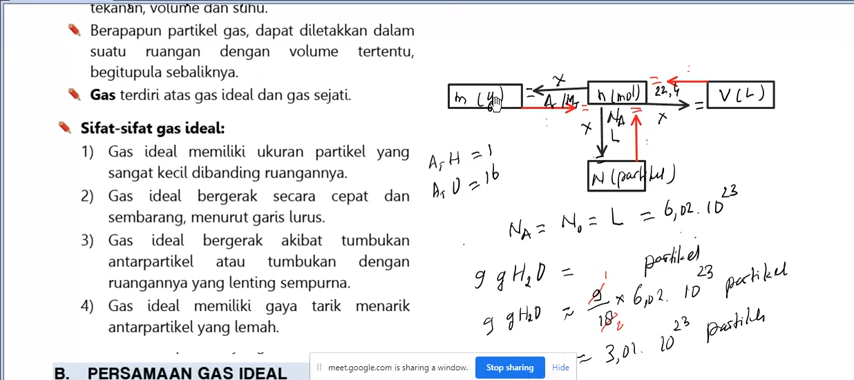 tekanan, volume dan suhu.
Berapapun partikel gas, dapat diletakkan dalam
suatu ruangan dengan volume tertentu,
begitupula sebaliknya.
Gas terdiri atas gas ideal dan gas sejati.
Sifat-sifat gas ideal:
1) Gas ideal memiliki ukuran partikel yang
sangat kecil dibanding ruangannya.
2) Gas ideal bergerak secara cepat dan
sembarang, menurut garis lurus.
3) Gas ideal bergerak akibat tumbukan
antarpartikel atau tumbukan dengan
ruangannya yang lenting sempurna.
4) Gas ideal memiliki gaya tarik menarik
antarpartikel yang lemah.
B. PERSAMAAN GAS IDEAL
m (g) = x : = n (mol) = : 22,4 x = V (L)
NA
L
x :
N (partikel)
Ar H = 1
Ar O = 16
NA = No = L = 6,02. 10^23
9 g H2O = partikel
9 g H2O ≈ 9/18 × 6,02. 10^23 partikel
1
2
= 3,01. 10^23 partikel
meet.google.com is sharing a window. Stop sharing Hide